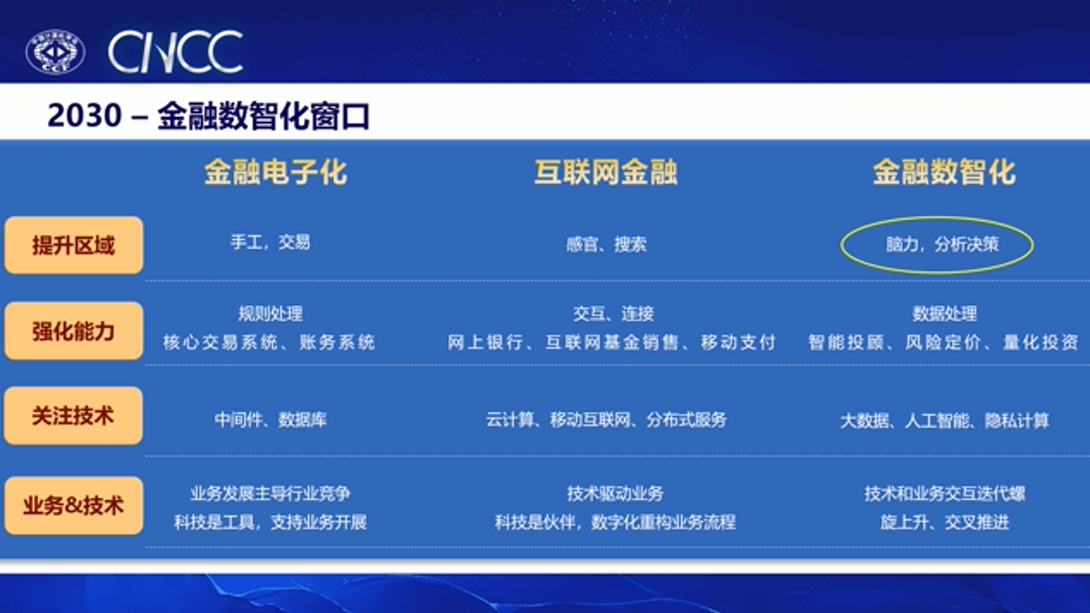 中国计算机学会
CCF
CNCC
2030 – 金融数智化窗口
金融电子化 互联网金融 金融数智化
提升区域 手工，交易 感官、搜索 脑力，分析决策
强化能力 规则处理 交互、连接 数据处理
核心交易系统、账务系统 网上银行、互联网基金销售、移动支付 智能投顾、风险定价、量化投资
关注技术 中间件、数据库 云计算、移动互联网、分布式服务 大数据、人工智能、隐私计算
业务&技术 业务发展主导行业竞争 技术驱动业务 技术和业务交互迭代螺
科技是工具，支持业务开展 科技是伙伴，数字化重构业务流程 旋上升、交叉推进